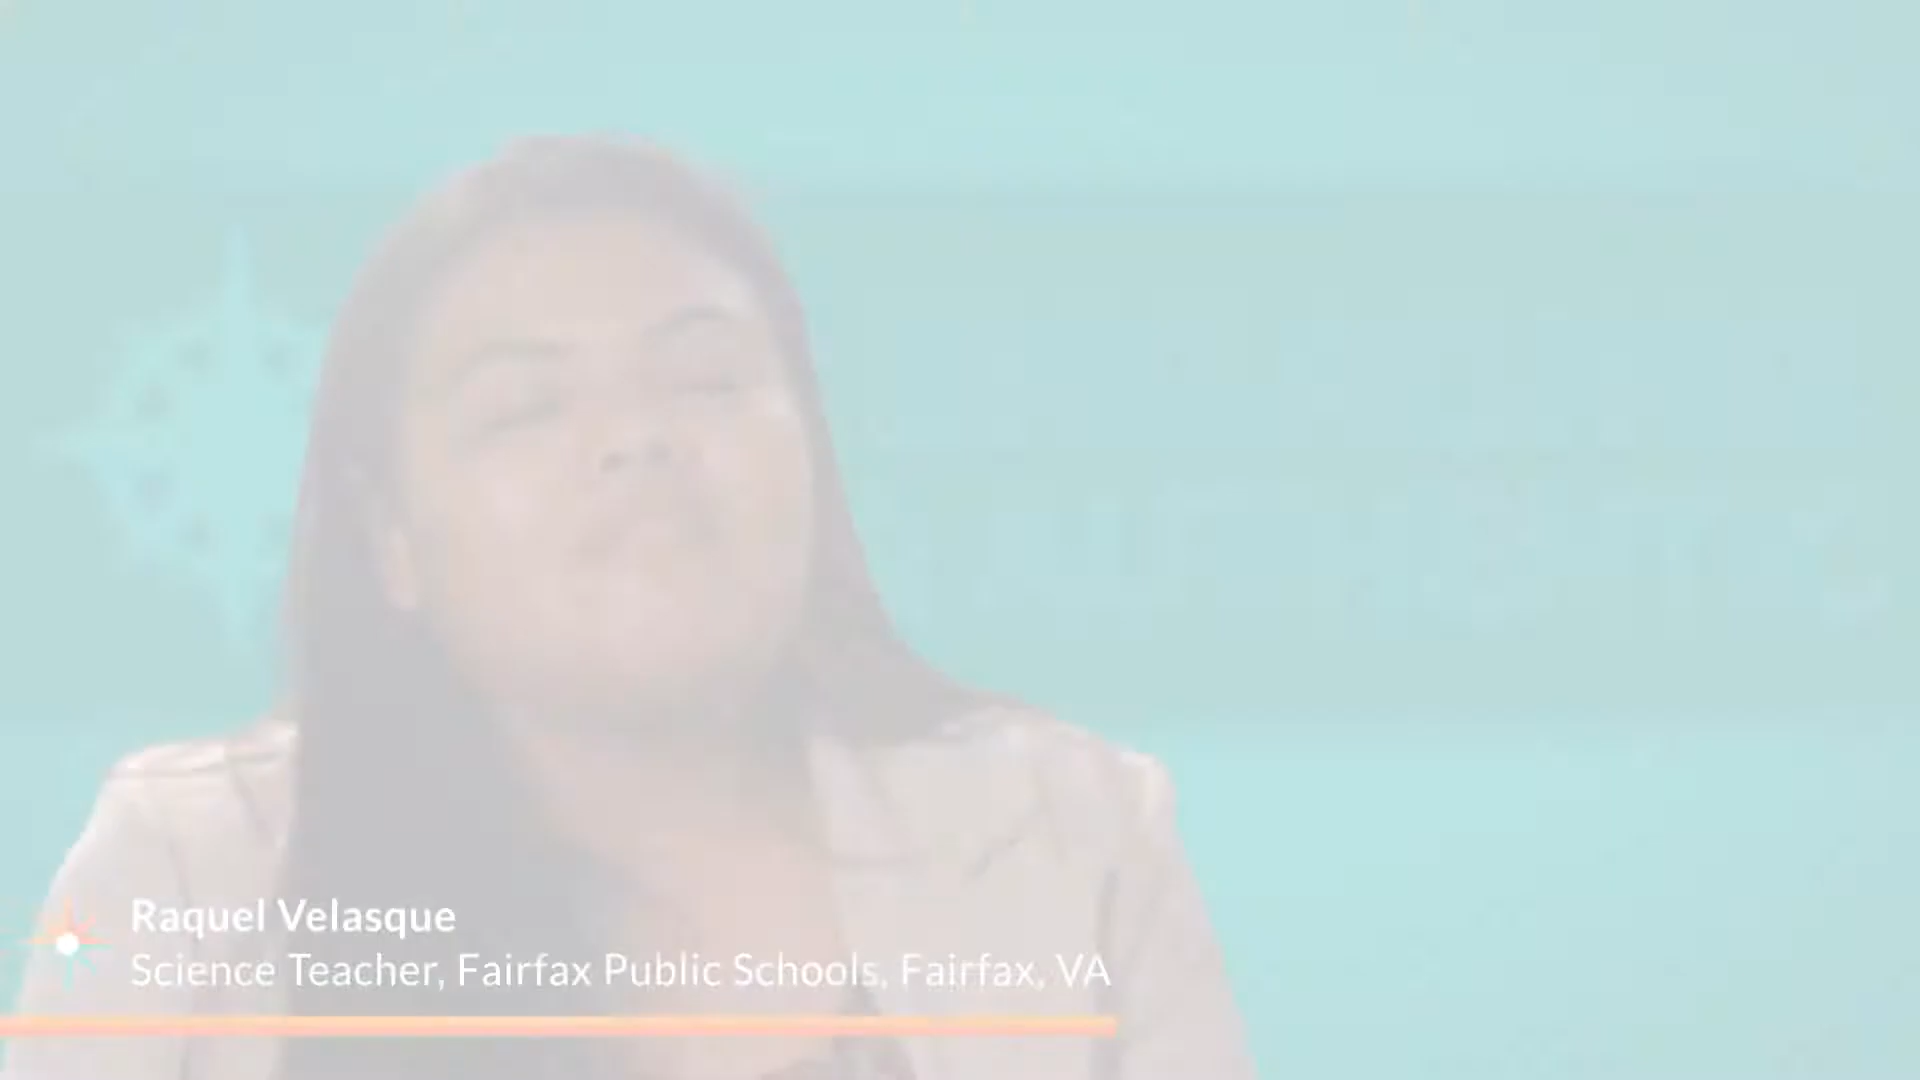 Raquel Velasque
Science Teacher, Fairfax Public Schools, Fairfax, VA